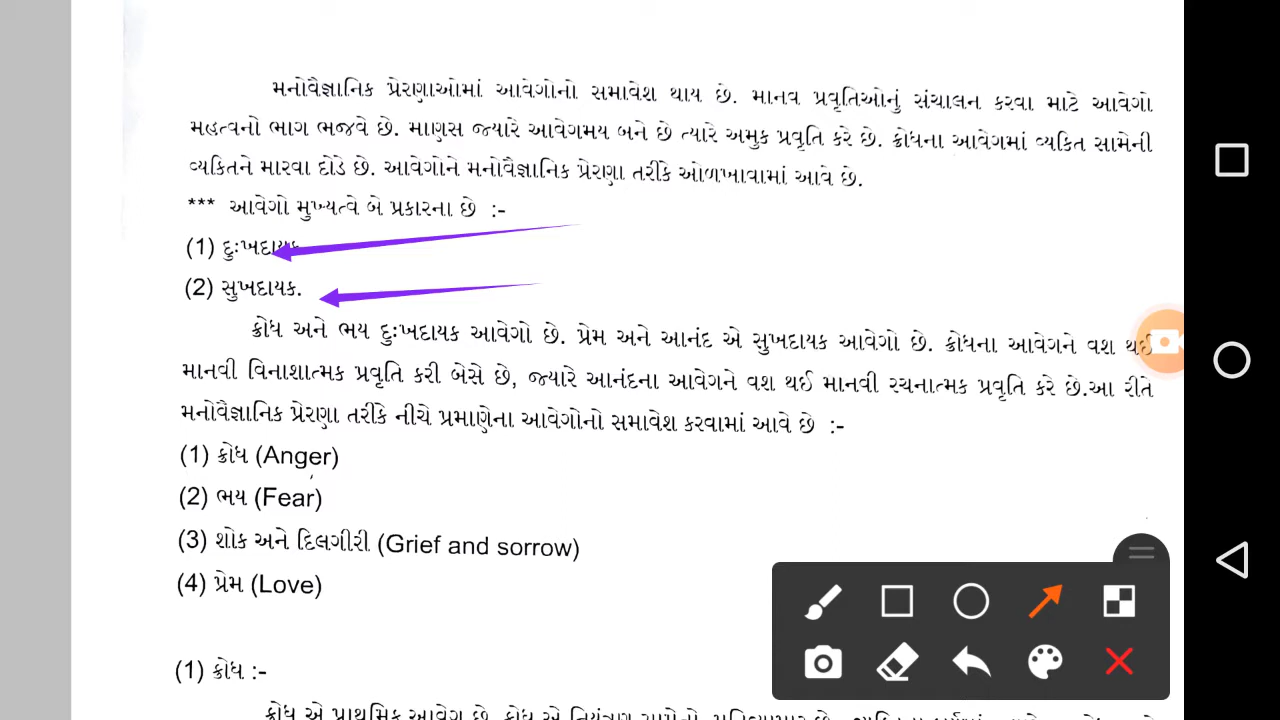 મનોવૈજ્ઞાનિક પ્રેરણાઓમાં આવેગોનો સમાવેશ થાય છે. માનવ પ્રવૃતિઓનું સંચાલન કરવા માટે આવેગો
મહત્વનો ભાગ ભજવે છે. માણસ જ્યારે આવેગમય બને છે ત્યારે અમુક પ્રવૃતિ કરે છે. ક્રોધના આવેગમાં વ્યકિત સામેની
વ્યકિતને મારવા દોડે છે. આવેગોને મનોવૈજ્ઞાનિક પ્રેરણા તરીકે ઓળખાવામાં આવે છે.
*** આવેગો મુખ્યત્વે બે પ્રકારના છે :-
(1) દુઃખદાયક
(2) સુખદાયક.
ક્રોધ અને ભય દુઃખદાયક આવેગો છે. પ્રેમ અને આનંદ એ સુખદાયક આવેગો છે. ક્રોધના આવેગને વશ થઈ
માનવી વિનાશાત્મક પ્રવૃતિ કરી બેસે છે, જ્યારે આનંદના આવેગને વશ થઈ માનવી રચનાત્મક પ્રવૃતિ કરે છે.આ રીતે
મનોવૈજ્ઞાનિક પ્રેરણા તરીકે નીચે પ્રમાણેના આવેગોનો સમાવેશ કરવામાં આવે છે :-
(1) ક્રોધ (Anger)
(2) ભય (Fear)
(3) શોક અને દિલગીરી (Grief and sorrow)
(4) પ્રેમ (Love)
(1) ક્રોધ :-
ક્રોધ એ પ્રાથમિક આવેગ છે. ક્રોધ એ નિયંત્રણ સામેનો